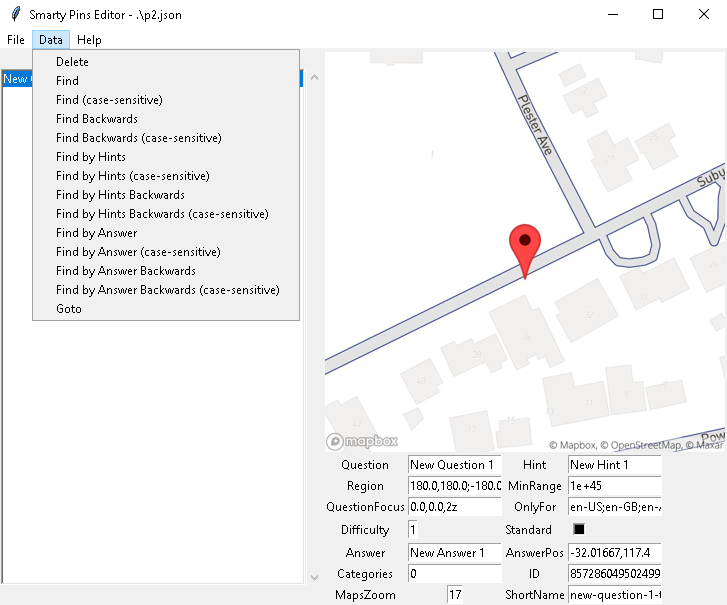 Smarty Pins Editor - .\p2.json
File Data Help
New
Delete
Find
Find (case-sensitive)
Find Backwards
Find Backwards (case-sensitive)
Find by Hints
Find by Hints (case-sensitive)
Find by Hints Backwards
Find by Hints Backwards (case-sensitive)
Find by Answer
Find by Answer (case-sensitive)
Find by Answer Backwards
Find by Answer Backwards (case-sensitive)
Goto
Plester Ave
Subu
Pow
mapbox
© Mapbox, © OpenStreetMap, © Maxar
Question New Question 1 Hint New Hint 1
Region 180.0,180.0;-180.0 MinRange 1e+45
QuestionFocus 0.0,0.0,2z OnlyFor en-US;en-GB;en-A
Difficulty 1 Standard
Answer New Answer 1 AnswerPos -32.01667,117.4
Categories 0 ID 857286049502499
MapsZoom 17 ShortName new-question-1-t